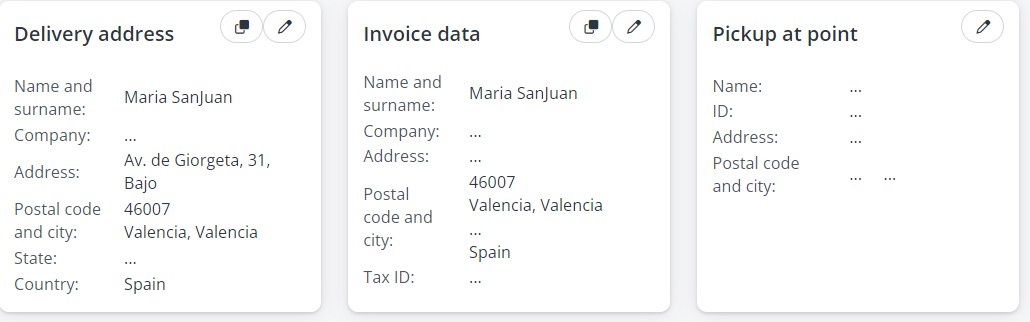 Delivery address
Name and
surname:
Maria SanJuan
Company:
...
Address:
Av. de Giorgeta, 31,
Bajo
Postal code
and city:
46007
Valencia, Valencia
State:
...
Country:
Spain
Invoice data
Name and
surname:
Maria SanJuan
Company:
...
Address:
...
Postal
code and
city:
46007
Valencia, Valencia
...
Spain
Tax ID:
...
Pickup at point
Name:
...
ID:
...
Address:
...
Postal code
and city:
... ...